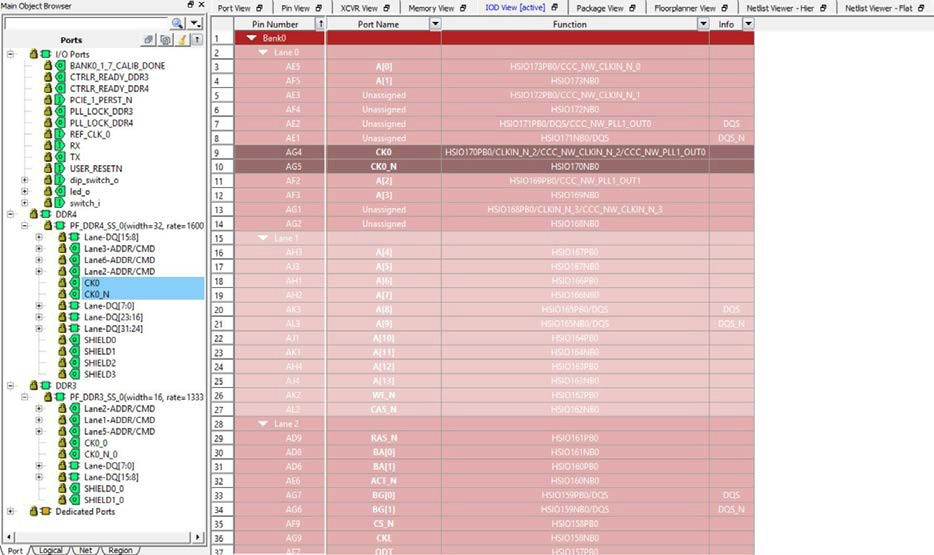 Main Object Browser
Ports
I/O Ports
BANK0_1_7_CALIB_DONE
CTRLR_READY_DDR3
CTRLR_READY_DDR4
PCIE_1_PERST_N
PLL_LOCK_DDR3
PLL_LOCK_DDR4
REF_CLK_0
RX
TX
USER_RESETN
dip_switch_o
led_o
switch_i
DDR4
PF_DDR4_SS_0(width=32, rate=1600
Lane-DQ[15:8]
Lane3-ADDR/CMD
Lane6-ADDR/CMD
Lane2-ADDR/CMD
CK0
CK0_N
Lane-DQ[7:0]
Lane-DQ[23:16]
Lane-DQ[31:24]
SHIELD0
SHIELD1
SHIELD2
SHIELD3
DDR3
PF_DDR3_SS_0(width=16, rate=1333
Lane2-ADDR/CMD
Lane1-ADDR/CMD
Lane5-ADDR/CMD
CK0_0
CK0_N_0
Lane-DQ[7:0]
Lane-DQ[15:8]
SHIELD0_0
SHIELD1_0
Dedicated Ports
Port Logical Net Region
Port View Pin View XCVR View Memory View IOD View [active] Package View Floorplanner View Netlist Viewer - Hier Netlist Viewer - Flat
Pin Number Port Name Function Info
1 Bank0
2 Lane 0
3 AE5 A[0] HSIO173PB0/CCC_NW_CLKIN_N_0
4 AF5 A[1] HSIO173NB0
5 AE3 Unassigned HSIO172PB0/CCC_NW_CLKIN_N_1
6 AF4 Unassigned HSIO172NB0
7 AE2 Unassigned HSIO171PB0/DQS/CCC_NW_PLL1_OUT0 DQS
8 AE1 Unassigned HSIO171NB0/DQS DQS_N
9 AG4 CK0 HSIO170PB0/CLKIN_N_2/CCC_NW_CLKIN_N_2/CCC_NW_PLL1_OUT0
10 AG5 CK0_N HSIO170NB0
11 AF2 A[2] HSIO169PB0/CCC_NW_PLL1_OUT1
12 AF3 A[3] HSIO169NB0
13 AG1 Unassigned HSIO168PB0/CLKIN_N_3/CCC_NW_CLKIN_N_3
14 AG2 Unassigned HSIO168NB0
15 Lane 1
16 AH3 A[4] HSIO167PB0
17 AJ3 A[5] HSIO167NB0
18 AH1 A[6] HSIO166PB0
19 AH2 A[7] HSIO166NB0
20 AK3 A[8] HSIO165PB0/DQS DQS
21 AL3 A[9] HSIO165NB0/DQS DQS_N
22 AJ1 A[10] HSIO164PB0
23 AK1 A[11] HSIO164NB0
24 AH4 A[12] HSIO163PB0
25 AJ4 A[13] HSIO163NB0
26 AK2 WE_N HSIO162PB0
27 AL2 CAS_N HSIO162NB0
28 Lane 2
29 AD9 RAS_N HSIO161PB0
30 AD8 BA[0] HSIO161NB0
31 AD6 BA[1] HSIO160PB0
32 AE6 ACT_N HSIO160NB0
33 AG7 BG[0] HSIO159PB0/DQS DQS
34 AG6 BG[1] HSIO159NB0/DQS DQS_N
35 AF9 CS_N HSIO158PB0
36 AG9 CKE HSIO158NB0
37 AF7 ODT HSIO157PB0